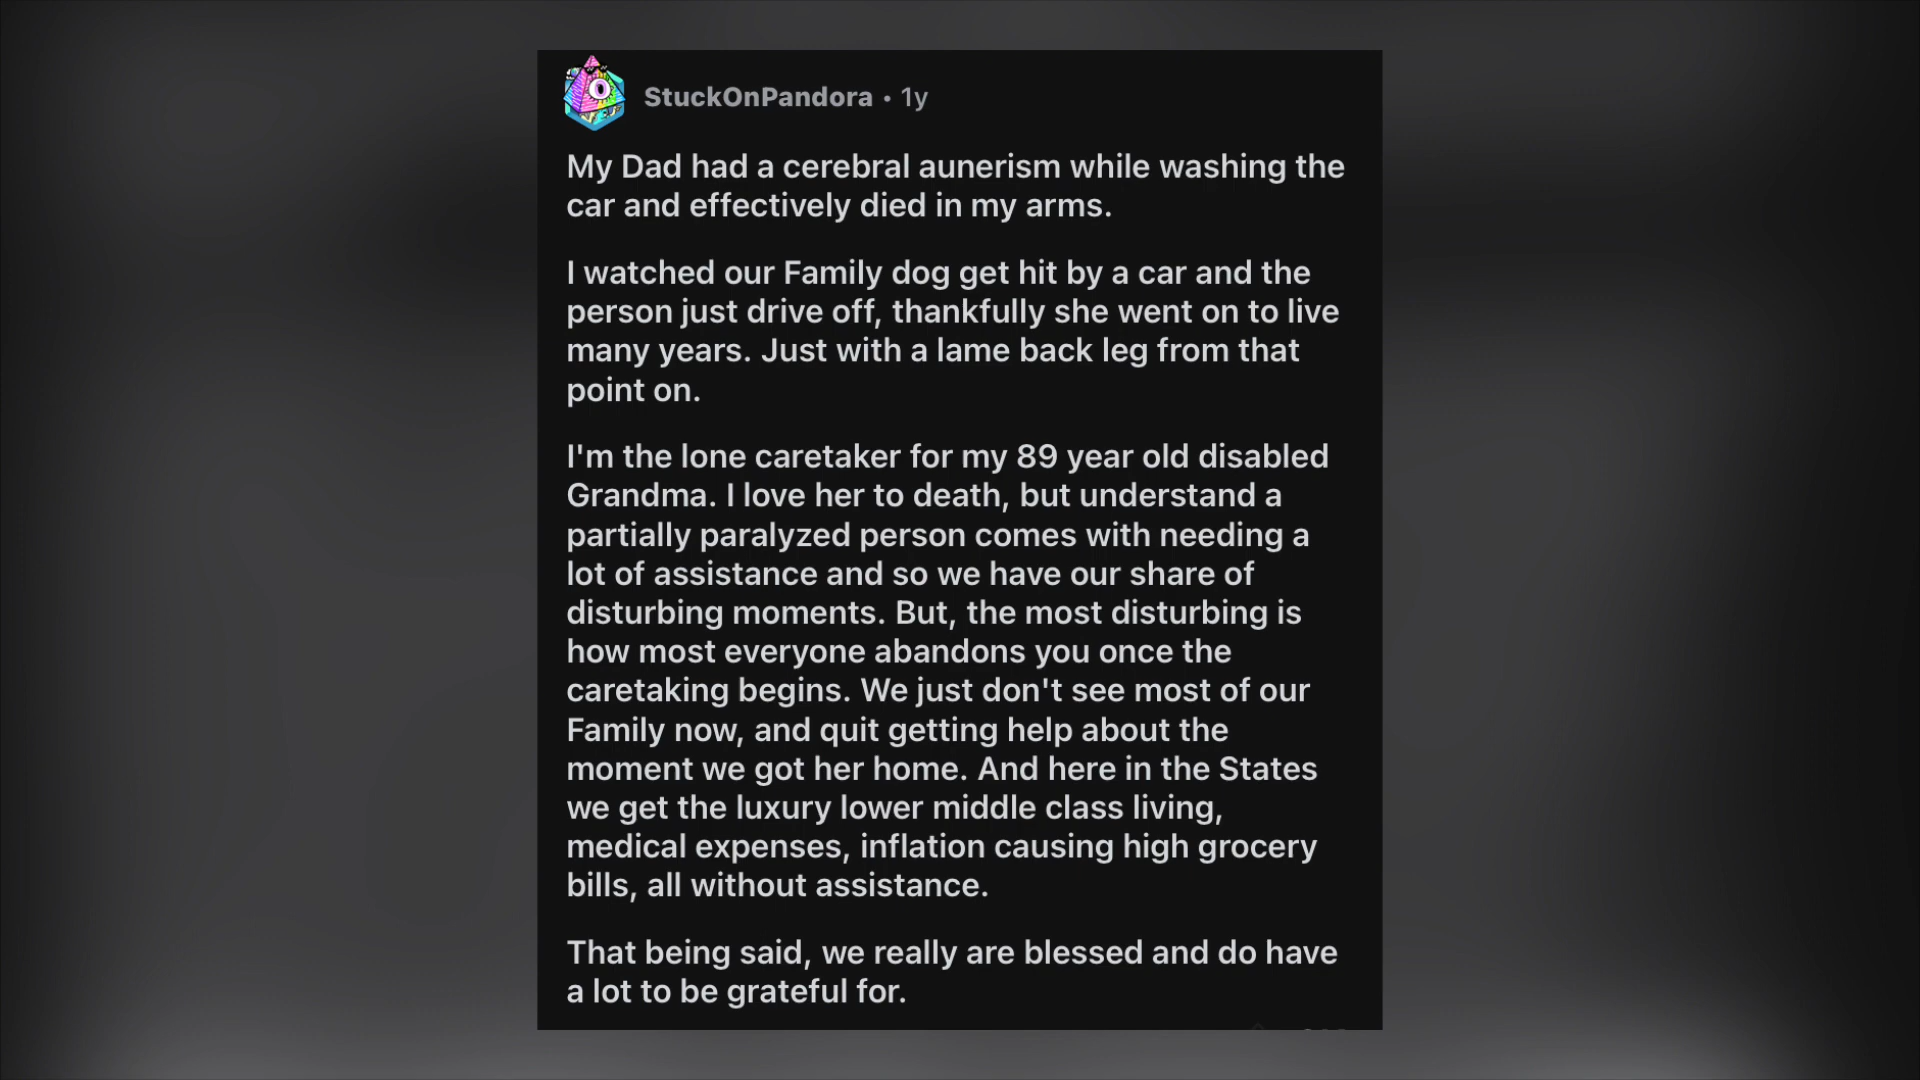 StuckOnPandora • 1y
My Dad had a cerebral aunerism while washing the
car and effectively died in my arms.
I watched our Family dog get hit by a car and the
person just drive off, thankfully she went on to live
many years. Just with a lame back leg from that
point on.
I'm the lone caretaker for my 89 year old disabled
Grandma. I love her to death, but understand a
partially paralyzed person comes with needing a
lot of assistance and so we have our share of
disturbing moments. But, the most disturbing is
how most everyone abandons you once the
caretaking begins. We just don't see most of our
Family now, and quit getting help about the
moment we got her home. And here in the States
we get the luxury lower middle class living,
medical expenses, inflation causing high grocery
bills, all without assistance.
That being said, we really are blessed and do have
a lot to be grateful for.